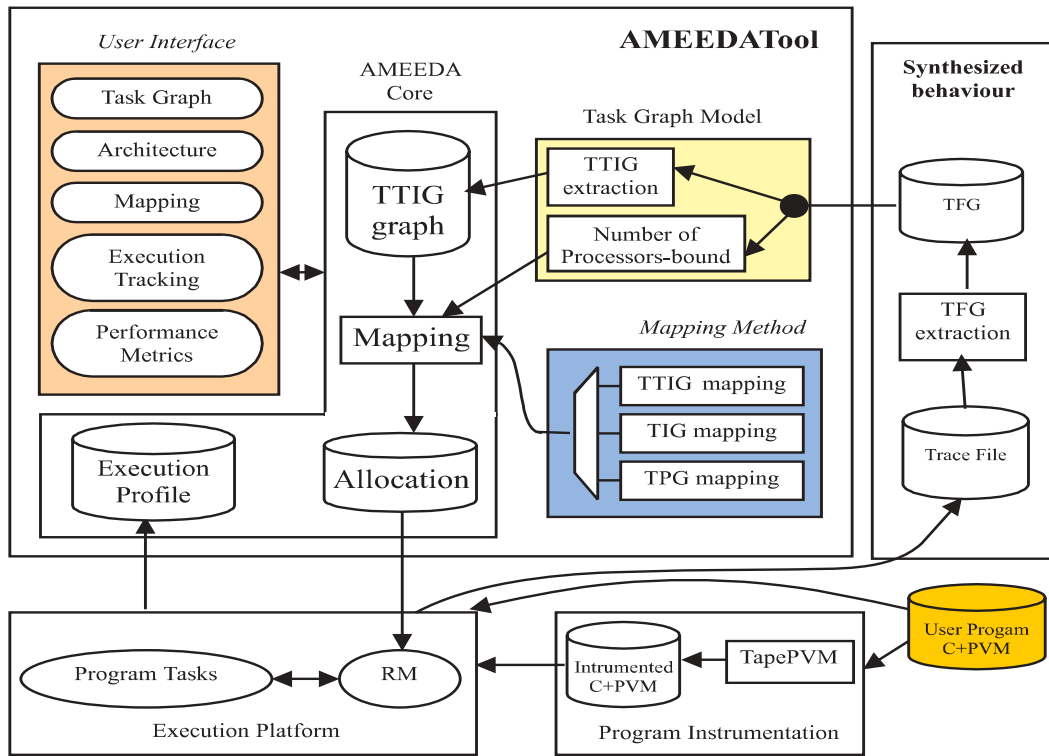 User Interface
AMEEDATool
Task Graph
Architecture
Mapping
Execution
Tracking
Performance
Metrics
AMEEDA
Core
TTIG
graph
Mapping
Allocation
Execution
Profile
Task Graph Model
TTIG
extraction
Number of
Processors-bound
Mapping Method
TTIG mapping
TIG mapping
TPG mapping
Synthesized
behaviour
TFG
TFG
extraction
Trace File
Program Tasks
RM
Execution Platform
Intrumented
C+PVM
TapePVM
Program Instrumentation
User Progam
C+PVM